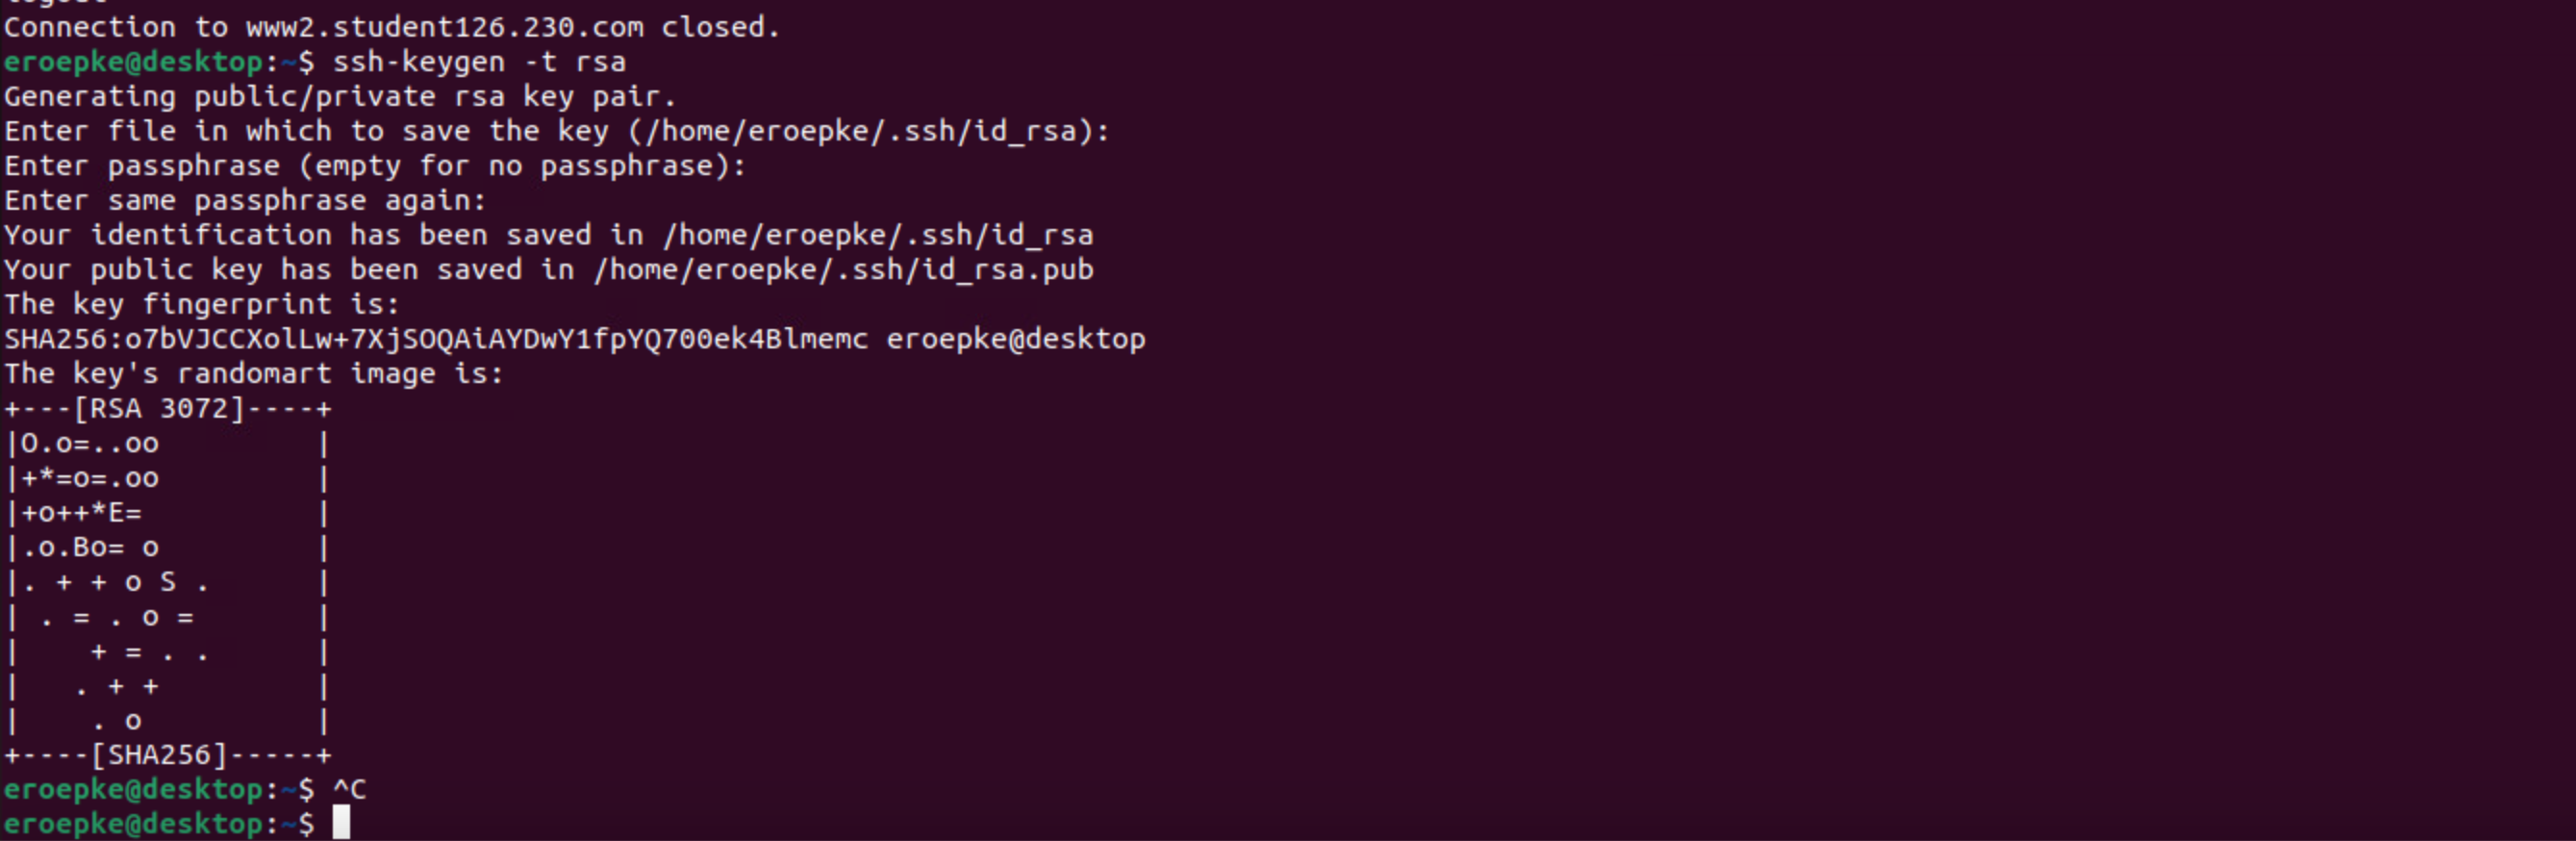 logout
Connection to www2.student126.230.com closed.
eroepke@desktop:~$ ssh-keygen -t rsa
Generating public/private rsa key pair.
Enter file in which to save the key (/home/eroepke/.ssh/id_rsa):
Enter passphrase (empty for no passphrase):
Enter same passphrase again:
Your identification has been saved in /home/eroepke/.ssh/id_rsa
Your public key has been saved in /home/eroepke/.ssh/id_rsa.pub
The key fingerprint is:
SHA256:o7bVJCCXolLw+7XjSOQAiAYDwY1fpYQ700ek4Blmemc eroepke@desktop
The key's randomart image is:
+---[RSA 3072]----+
|O.o=..oo         |
|+*=o=.oo         |
|+o++*E=          |
|.o.Bo= o         |
|. + + o S .      |
| . = . o =       |
|    + = . .      |
|   . + +         |
|    . o          |
+----[SHA256]-----+
eroepke@desktop:~$ ^C
eroepke@desktop:~$